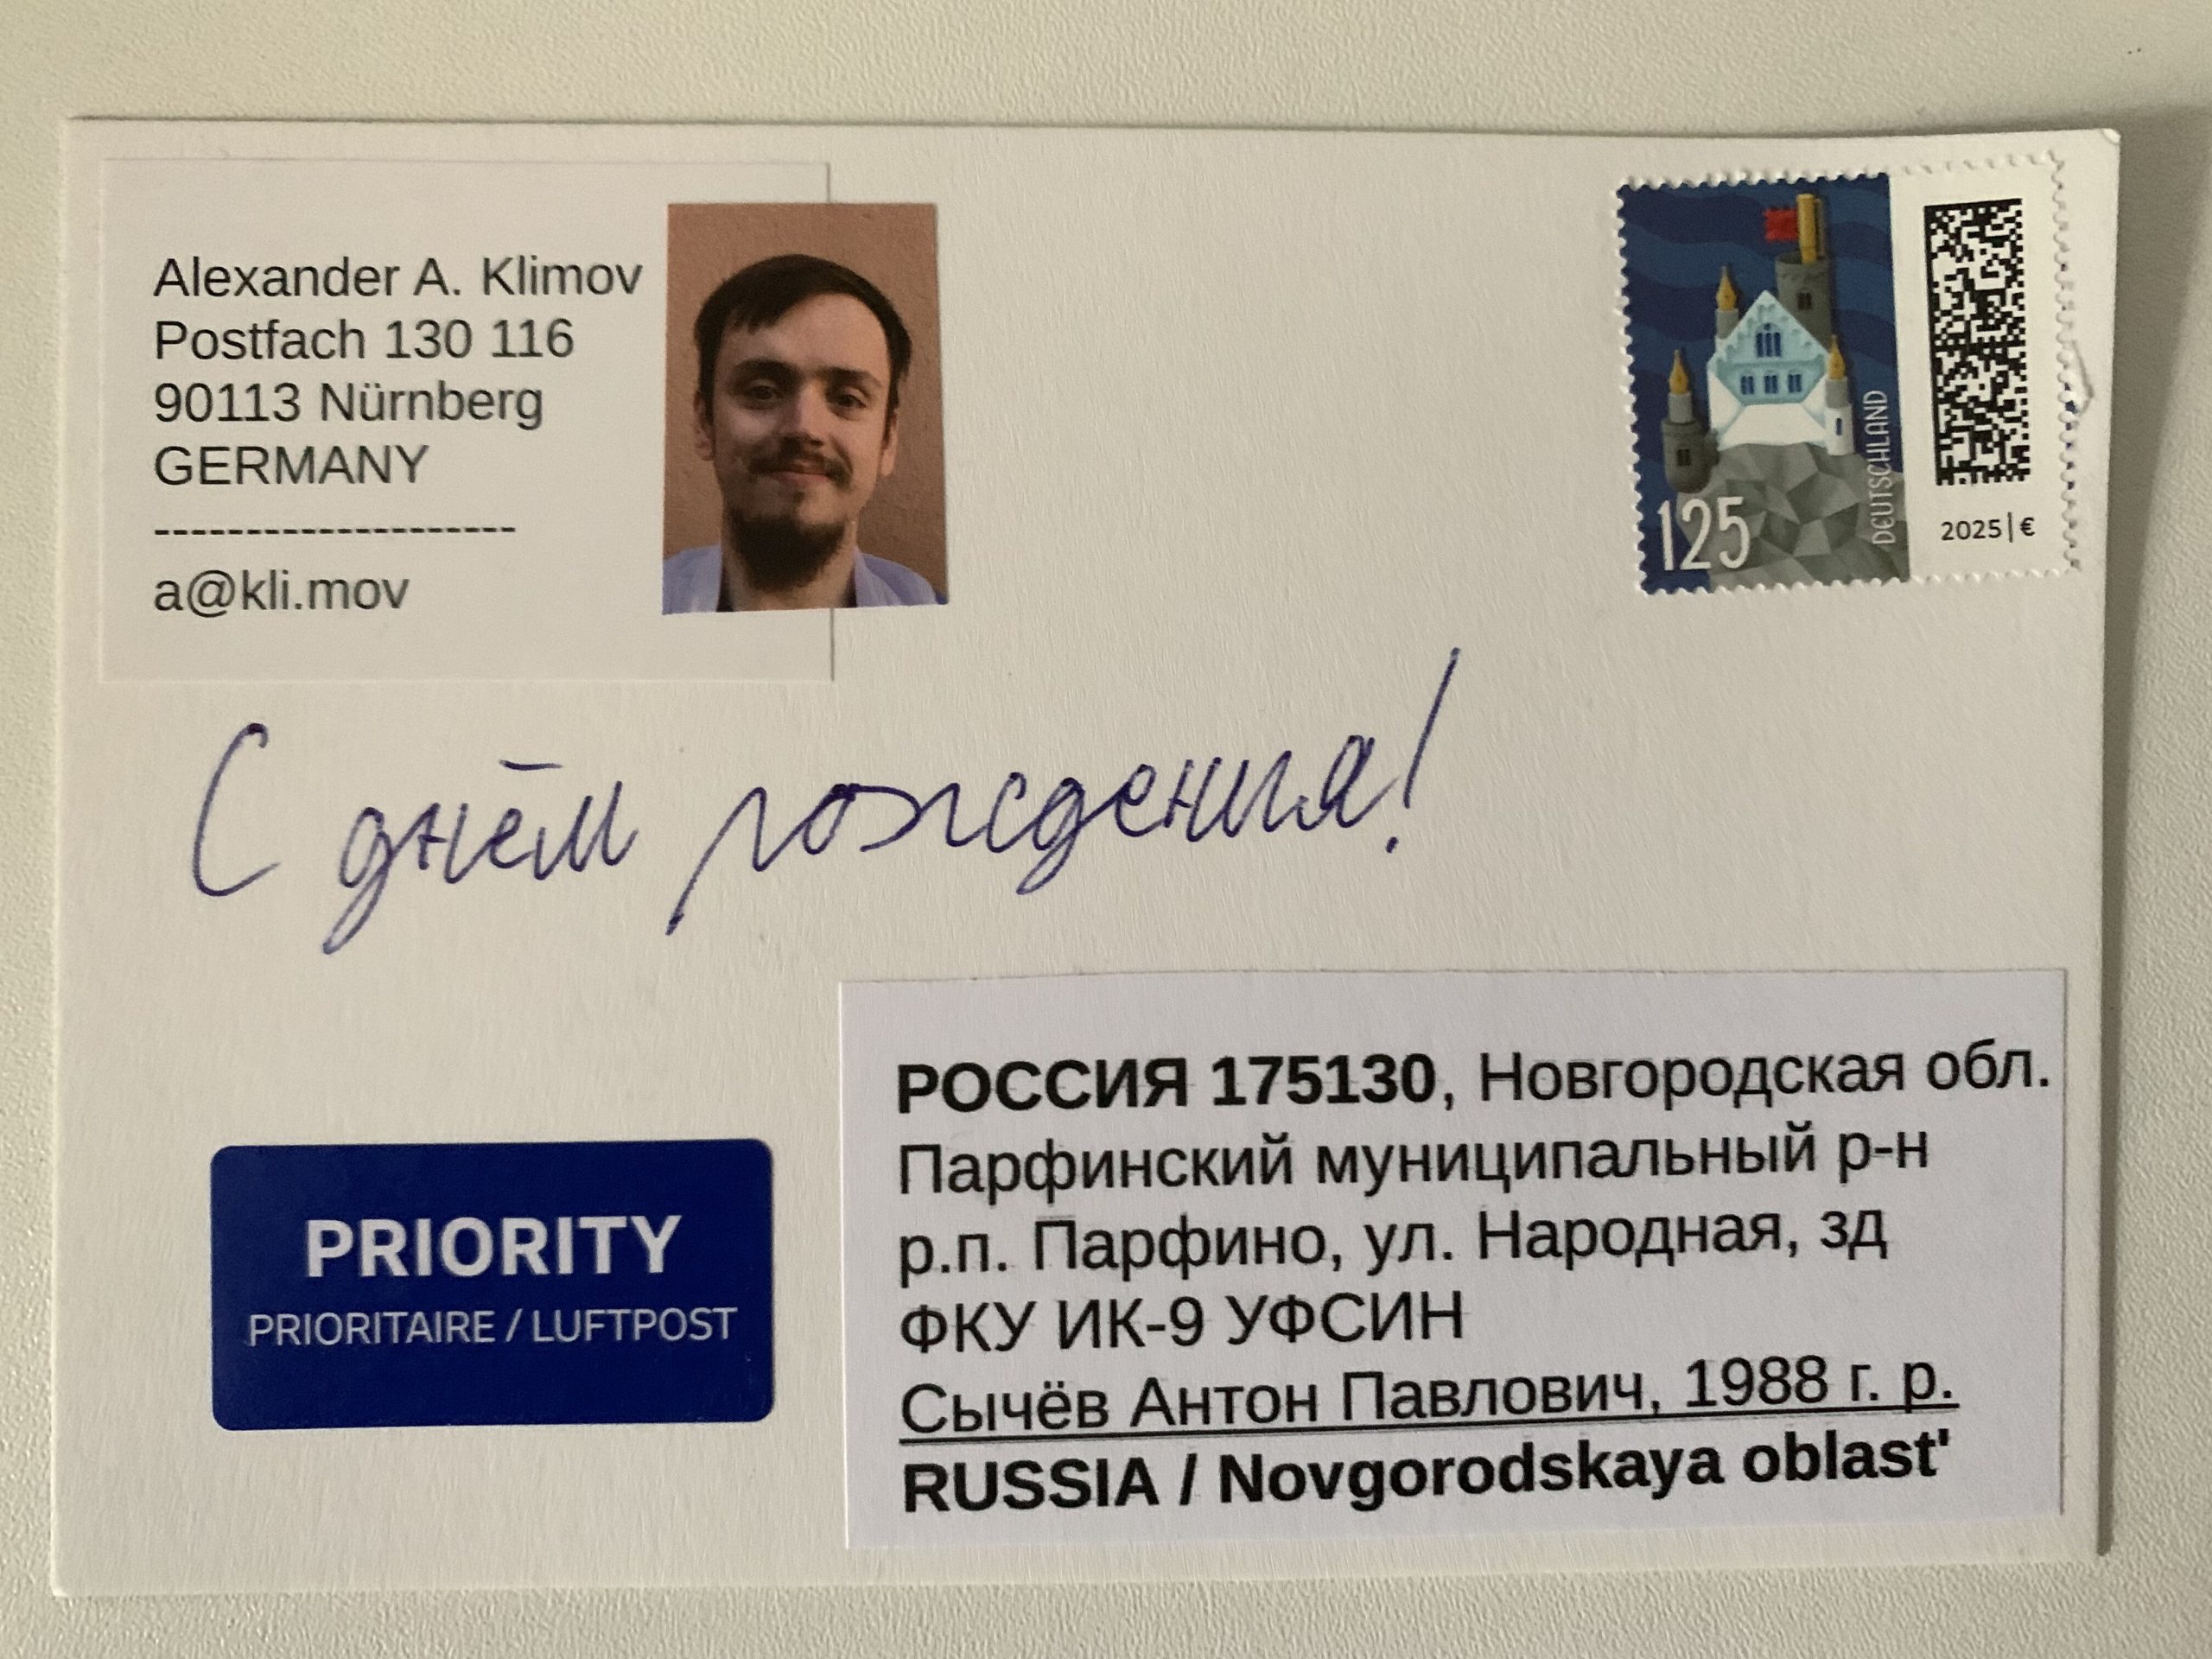 Alexander A. Klimov
Postfach 130 116
90113 Nürnberg
GERMANY
---------------------
a@kli.mov
125
DEUTSCHLAND
2025|€
С днём рождения!
PRIORITY
PRIORITAIRE / LUFTPOST
РОССИЯ 175130, Новгородская обл.
Парфинский муниципальный р-н
р.п. Парфино, ул. Народная, зд
ФКУ ИК-9 УФСИН
Сычёв Антон Павлович, 1988 г. р.
RUSSIA / Novgorodskaya oblast'